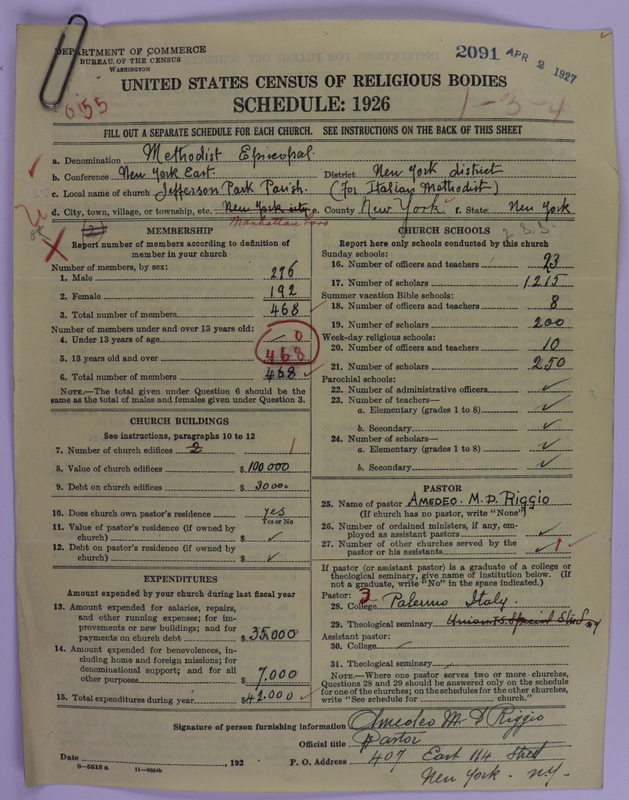 DEPARTMENT OF COMMERCE
BUREAU OF THE CENSUS
WASHINGTON
2091 APR 2 1927
055
1-3-4
UNITED STATES CENSUS OF RELIGIOUS BODIES
SCHEDULE: 1926
FILL OUT A SEPARATE SCHEDULE FOR EACH CHURCH. SEE INSTRUCTIONS ON THE BACK OF THIS SHEET
a. Denomination Methodist Episcopal
b. Conference New York East. District New York district
c. Local name of church Jefferson Park Parish. (For Italian Methodist)
d. City, town, village, or township, etc. New York city e. County New York f. State New York
Manhattan Boro
MEMBERSHIP
Report number of members according to definition of
member in your church
Number of members, by sex:
1. Male 276
2. Female 192
3. Total number of members 468
Number of members under and over 13 years old:
4. Under 13 years of age 0
5. 13 years old and over 468
6. Total number of members 468
NOTE.—The total given under Question 6 should be the
same as the total of males and females given under Question 3.
CHURCH BUILDINGS
See instructions, paragraphs 10 to 12
7. Number of church edifices 2 1
8. Value of church edifices $100000
9. Debt on church edifices $30000
10. Does church own pastor's residence yes
Yes or No
11. Value of pastor's residence (if owned by
church) $ ✓
12. Debt on pastor's residence (if owned by
church) $ ✓
EXPENDITURES
Amount expended by church during last fiscal year
13. Amount expended for salaries, repairs,
and other running expenses; for im-
provements or new buildings; and for
payments on church debt $35000
14. Amount expended for benevolences, in-
cluding home and foreign missions; for
denominational support; and for all
other purposes $7.000
15. Total expenditures during year $42.000
CHURCH SCHOOLS
Report here only schools conducted by this church
Sunday schools:
16. Number of officers and teachers 23
17. Number of scholars 1215
Summer vacation Bible schools:
18. Number of officers and teachers 8
19. Number of scholars 200
Week-day religious schools:
20. Number of officers and teachers 10
21. Number of scholars 250
Parochial schools:
22. Number of administrative officers ✓
23. Number of teachers—
a. Elementary (grades 1 to 8) ✓
b. Secondary ✓
24. Number of scholars—
a. Elementary (grades 1 to 8) ✓
b. Secondary ✓
PASTOR
25. Name of pastor AMEDEO. M.D. Riggio
(If church has no pastor, write "None")
26. Number of ordained ministers, if any, em-
ployed as assistant pastors ✓
27. Number of other churches served by the
pastor or his assistants ✓ 1
If pastor (or assistant pastor) is a graduate of a college or
theological seminary, give name of institution below. (If
not a graduate, write "No" in the space indicated.)
Pastor: 3
28. College Palermo Italy.
29. Theological seminary Union T.S. Special Stud NY
Assistant pastor:
30. College
31. Theological seminary
NOTE.—Where one pastor serves two or more churches,
Questions 28 and 29 should be answered only on the schedule
for one of the churches; on the schedules for the other churches,
write "See schedule for church."
Signature of person furnishing information Amedeo M. D Riggio
Official title Pastor
Date , 192 P. O. Address 407 East 114 Street
8-5518 a
New York. NY.